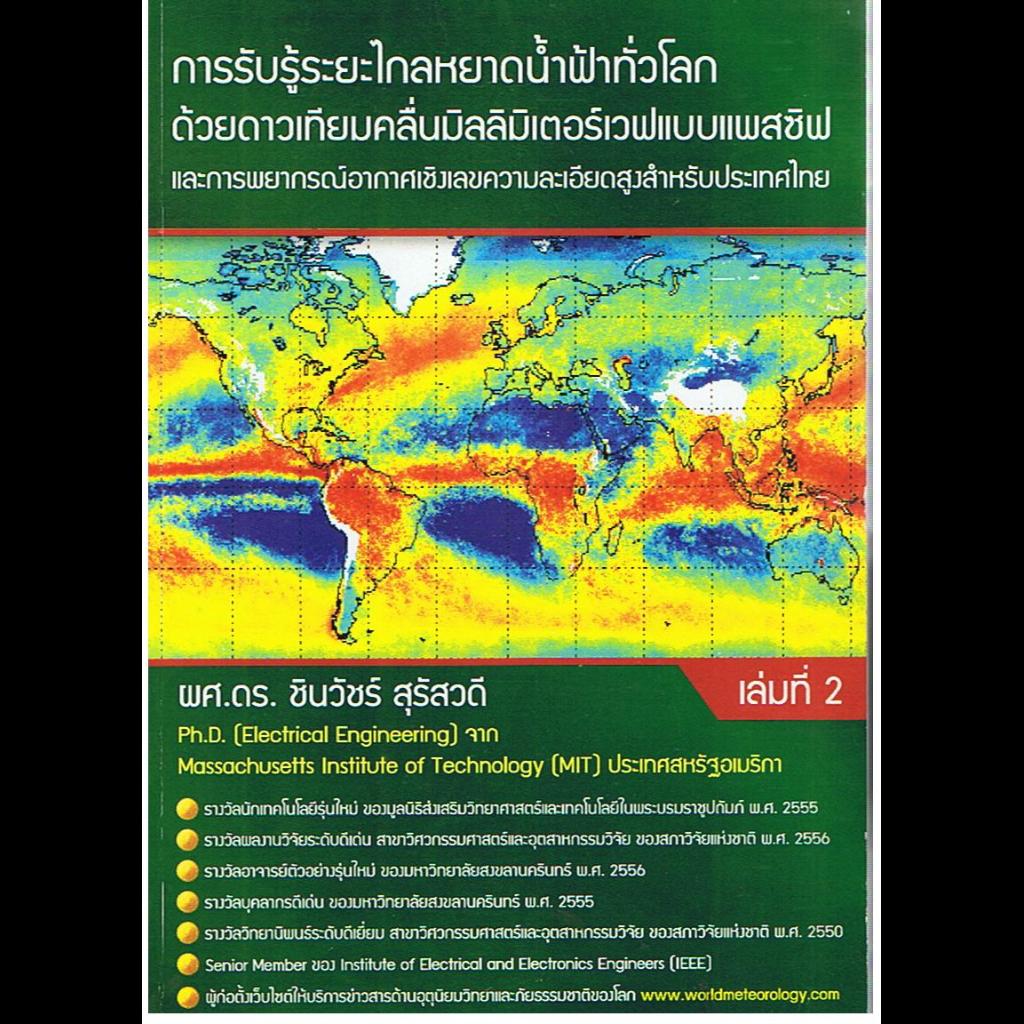 การรับรู้ระยะไกลหยาดน้ำฟ้าทั่วโลก
ด้วยดาวเทียมคลื่นมิลลิมิเตอร์เวฟแบบแพสซิฟ
และการพยากรณ์อากาศเชิงเลขความละเอียดสูงสำหรับประเทศไทย
ผศ.ดร. ชินวัชร์ สุรัสวดี
เล่มที่ 2
Ph.D. (Electrical Engineering) จาก
Massachusetts Institute of Technology (MIT) ประเทศสหรัฐอเมริกา
รางวัลนักเทคโนโลยีรุ่นใหม่ ของมูลนิธิส่งเสริมวิทยาศาสตร์และเทคโนโลยีในพระบรมราชูปถัมภ์ พ.ศ. 2555
รางวัลผลงานวิจัยระดับดีเด่น สาขาวิศวกรรมศาสตร์และอุตสาหกรรมวิจัย ของสภาวิจัยแห่งชาติ พ.ศ. 2556
รางวัลอาจารย์ตัวอย่างรุ่นใหม่ ของมหาวิทยาลัยสงขลานครินทร์ พ.ศ. 2556
รางวัลบุคลากรดีเด่น ของมหาวิทยาลัยสงขลานครินทร์ พ.ศ. 2555
รางวัลวิทยานิพนธ์ระดับดีเยี่ยม สาขาวิศวกรรมศาสตร์และอุตสาหกรรมวิจัย ของสภาวิจัยแห่งชาติ พ.ศ. 2550
Senior Member ของ Institute of Electrical and Electronics Engineers (IEEE)
ผู้ก่อตั้งเว็บไซต์ให้บริการข่าวสารด้านอุตุนิยมวิทยาและภัยธรรมชาติของโลก www.worldmeteorology.com